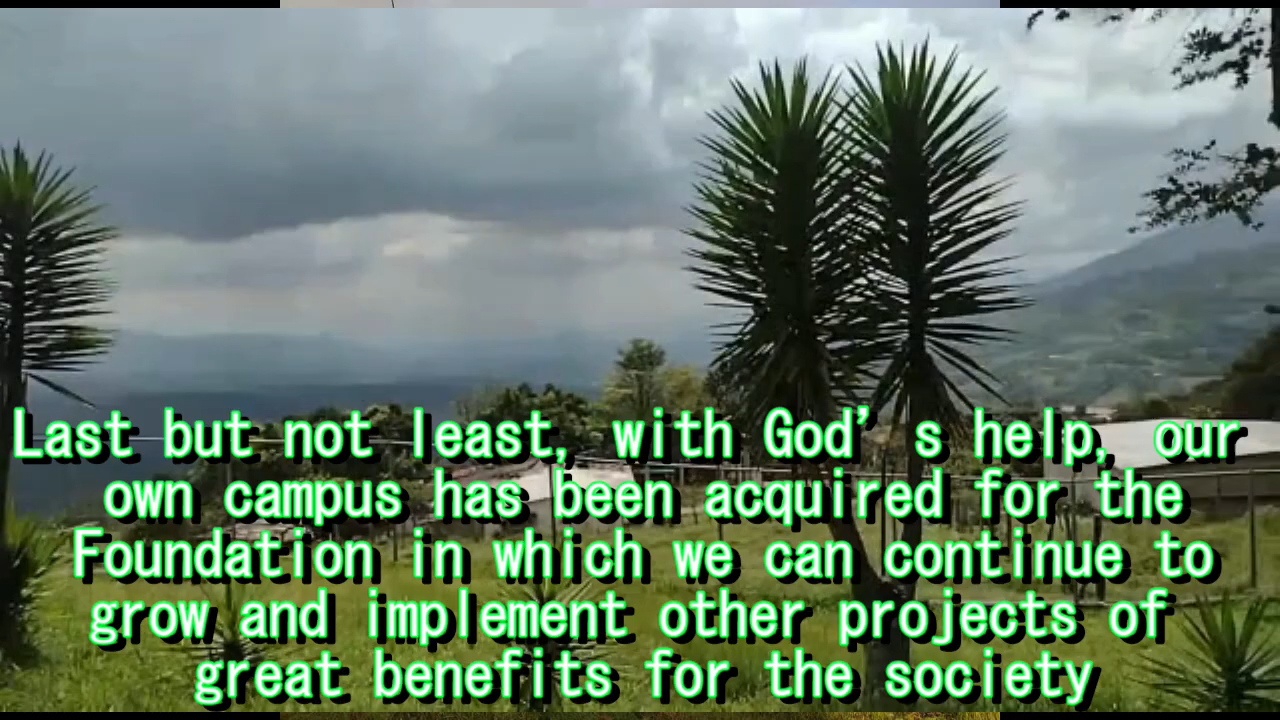 Last but not least, with God's help, our
own campus has been acquired for the
Foundation in which we can continue to
grow and implement other projects of
great benefits for the society